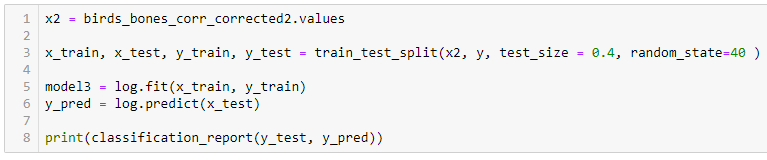 1 x2 = birds_bones_corr_corrected2.values
2
3 x_train, x_test, y_train, y_test = train_test_split(x2, y, test_size = 0.4, random_state=40 )
4
5 model3 = log.fit(x_train, y_train)
6 y_pred = log.predict(x_test)
7
8 print(classification_report(y_test, y_pred))